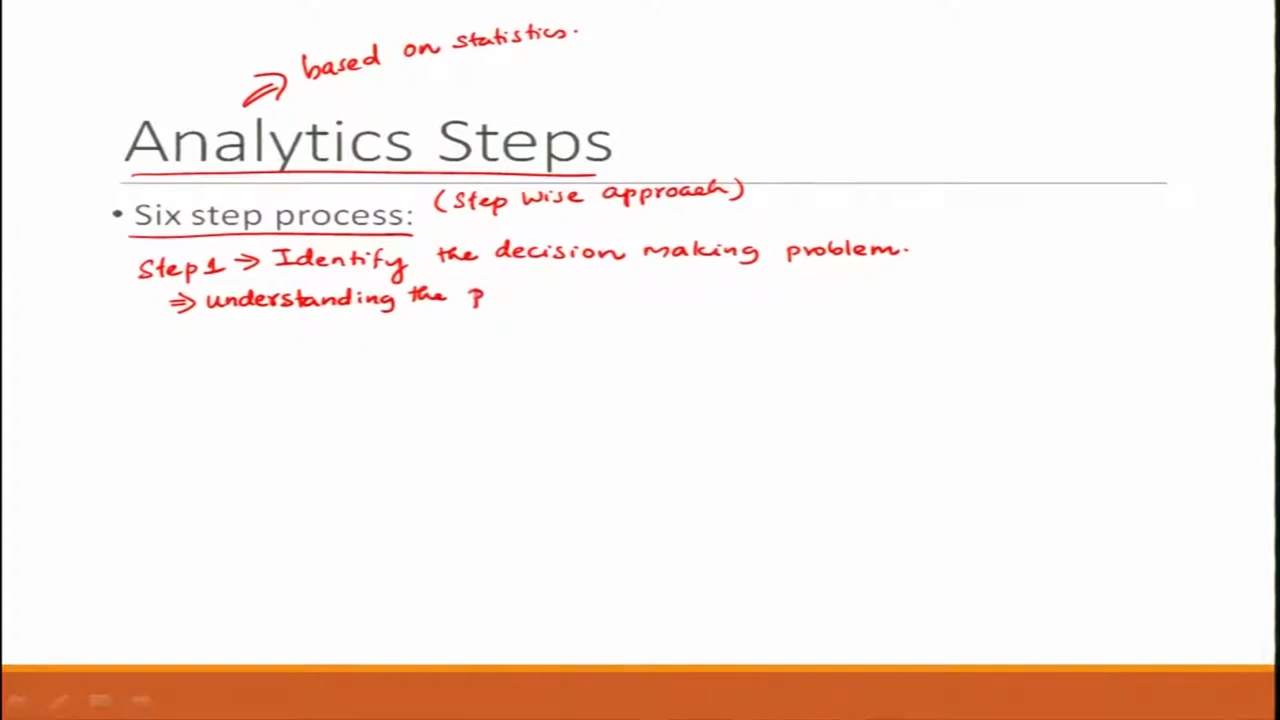 based on statistics.
Analytics Steps
• Six step process: (Step wise approach)
Step 1 → Identify the decision making problem.
⇒ understanding the p